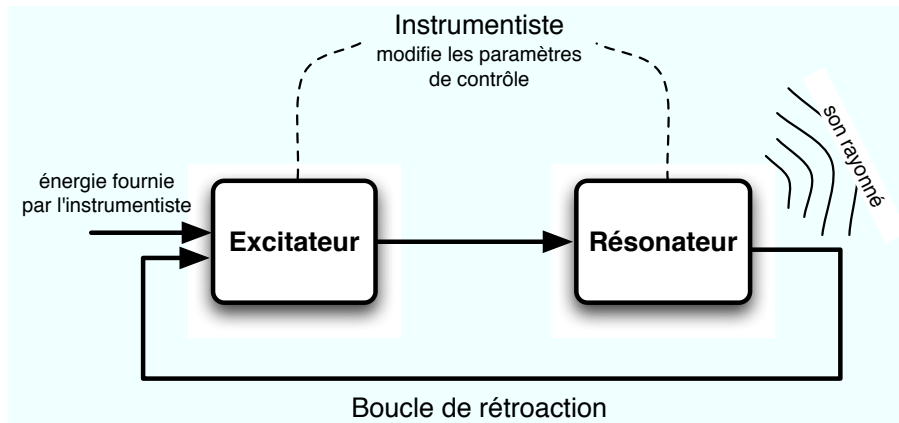 Instrumentiste
modifie les paramètres
de contrôle
son rayonné
énergie fournie
par l'instrumentiste
Excitateur
Résonateur
Boucle de rétroaction